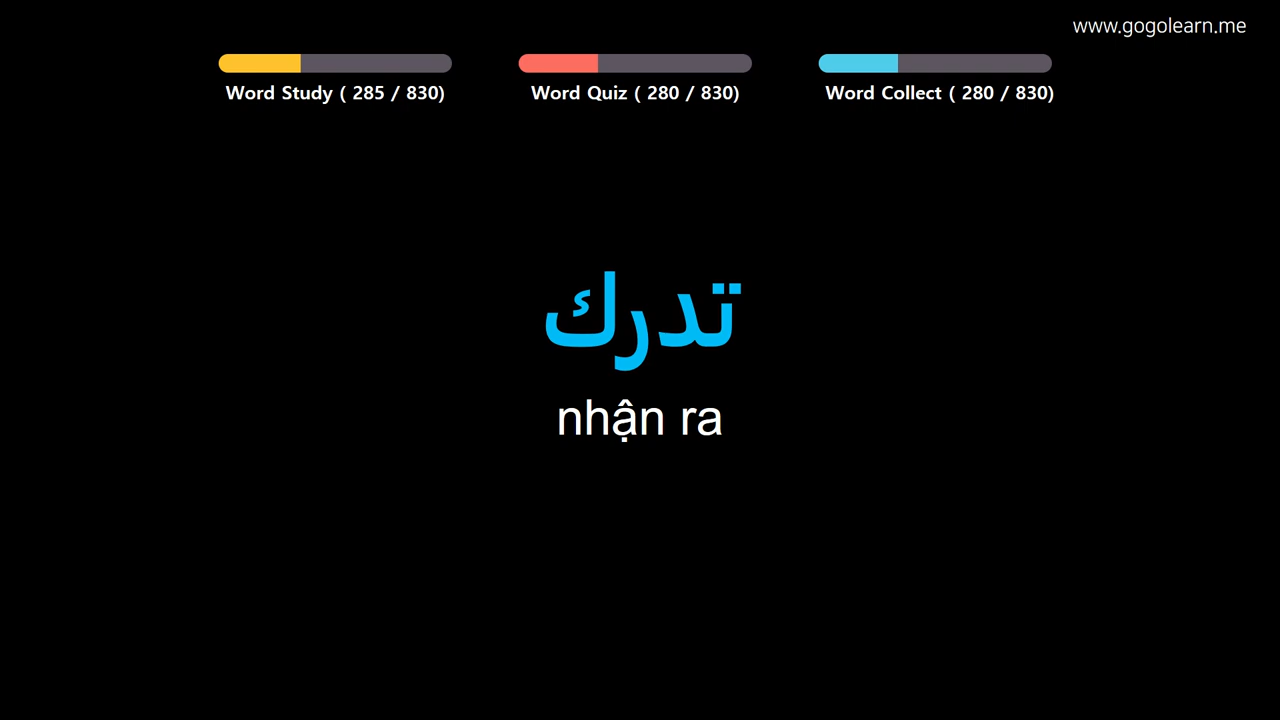 www.gogolearn.me
Word Study ( 285 / 830)
Word Quiz ( 280 / 830)
Word Collect ( 280 / 830)
تدرك
nhận ra